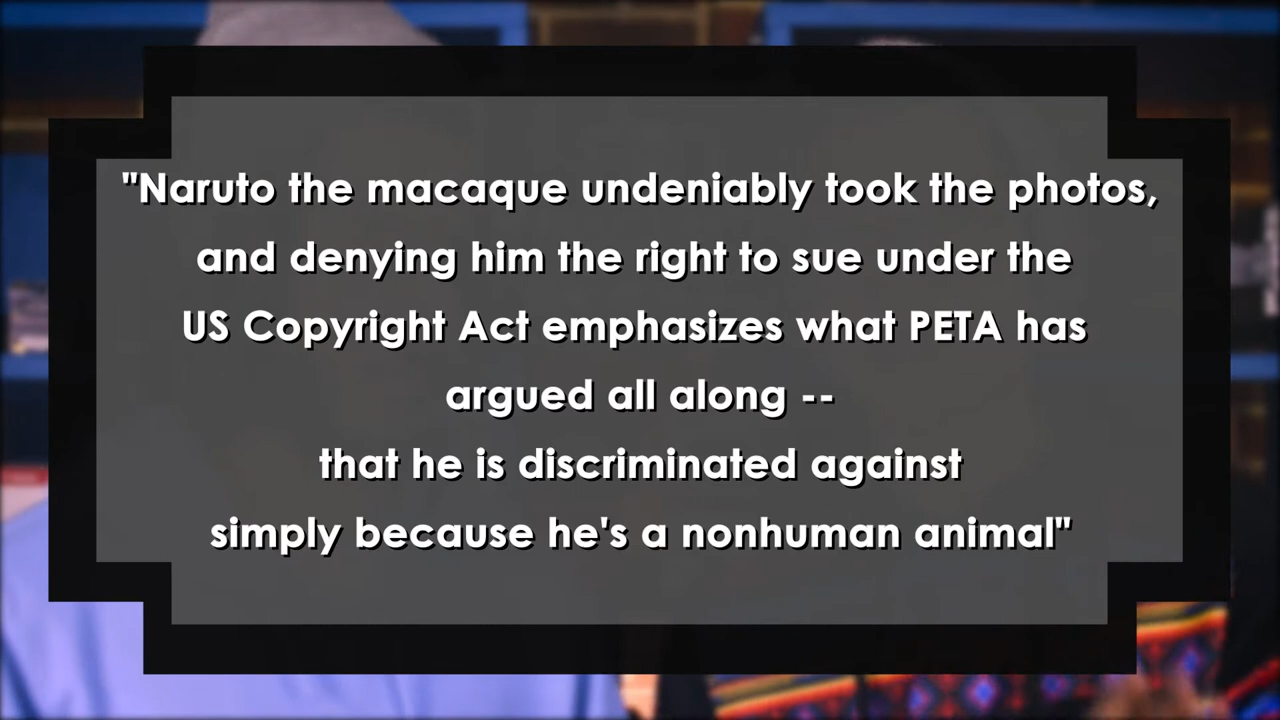 "Naruto the macaque undeniably took the photos,
and denying him the right to sue under the
US Copyright Act emphasizes what PETA has
argued all along --
that he is discriminated against
simply because he's a nonhuman animal"